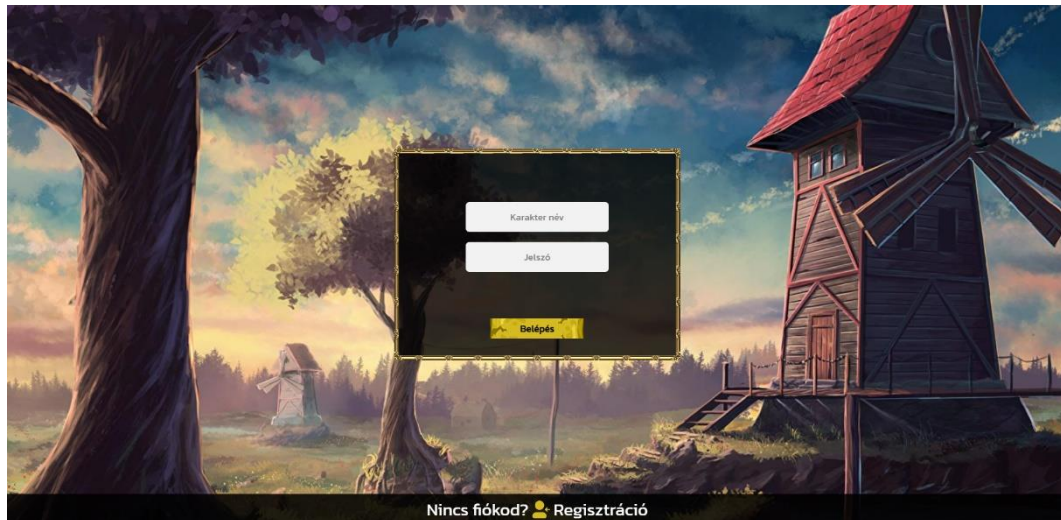 Karakter név
Jelszó
Belépés
Nincs fiókod? Regisztráció